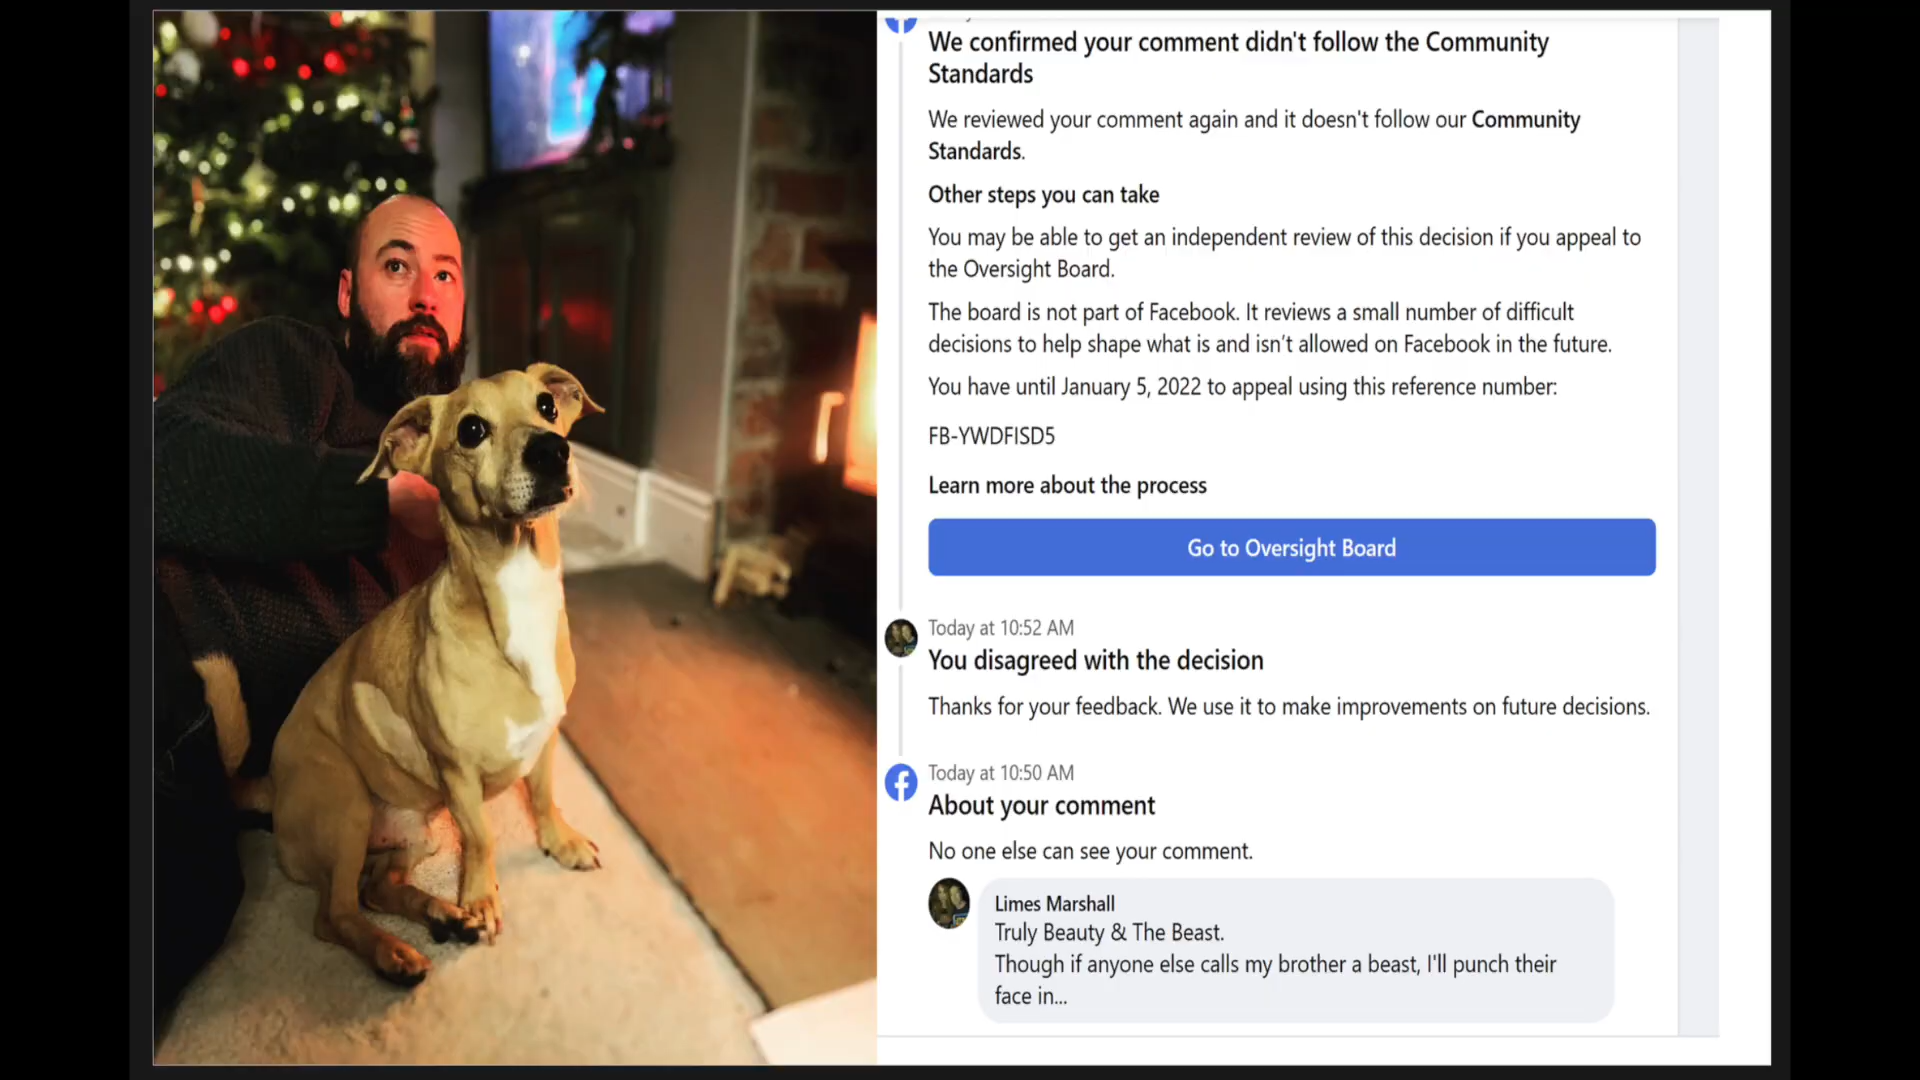 We confirmed your comment didn't follow the Community
Standards
We reviewed your comment again and it doesn't follow our Community
Standards.
Other steps you can take
You may be able to get an independent review of this decision if you appeal to
the Oversight Board.
The board is not part of Facebook. It reviews a small number of difficult
decisions to help shape what is and isn't allowed on Facebook in the future.
You have until January 5, 2022 to appeal using this reference number:
FB-YWDFISD5
Learn more about the process
Go to Oversight Board
Today at 10:52 AM
You disagreed with the decision
Thanks for your feedback. We use it to make improvements on future decisions.
Today at 10:50 AM
About your comment
No one else can see your comment.
Limes Marshall
Truly Beauty & The Beast.
Though if anyone else calls my brother a beast, I'll punch their
face in...